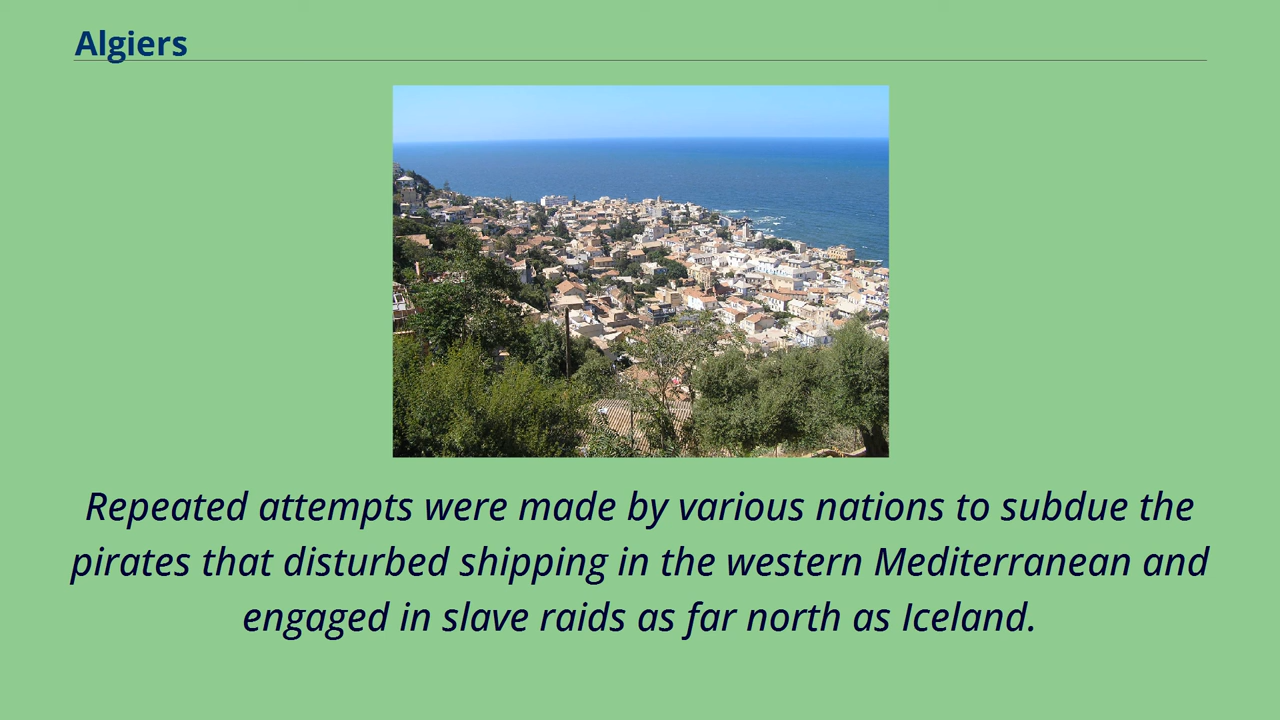 Algiers
Repeated attempts were made by various nations to subdue the
pirates that disturbed shipping in the western Mediterranean and
engaged in slave raids as far north as Iceland.